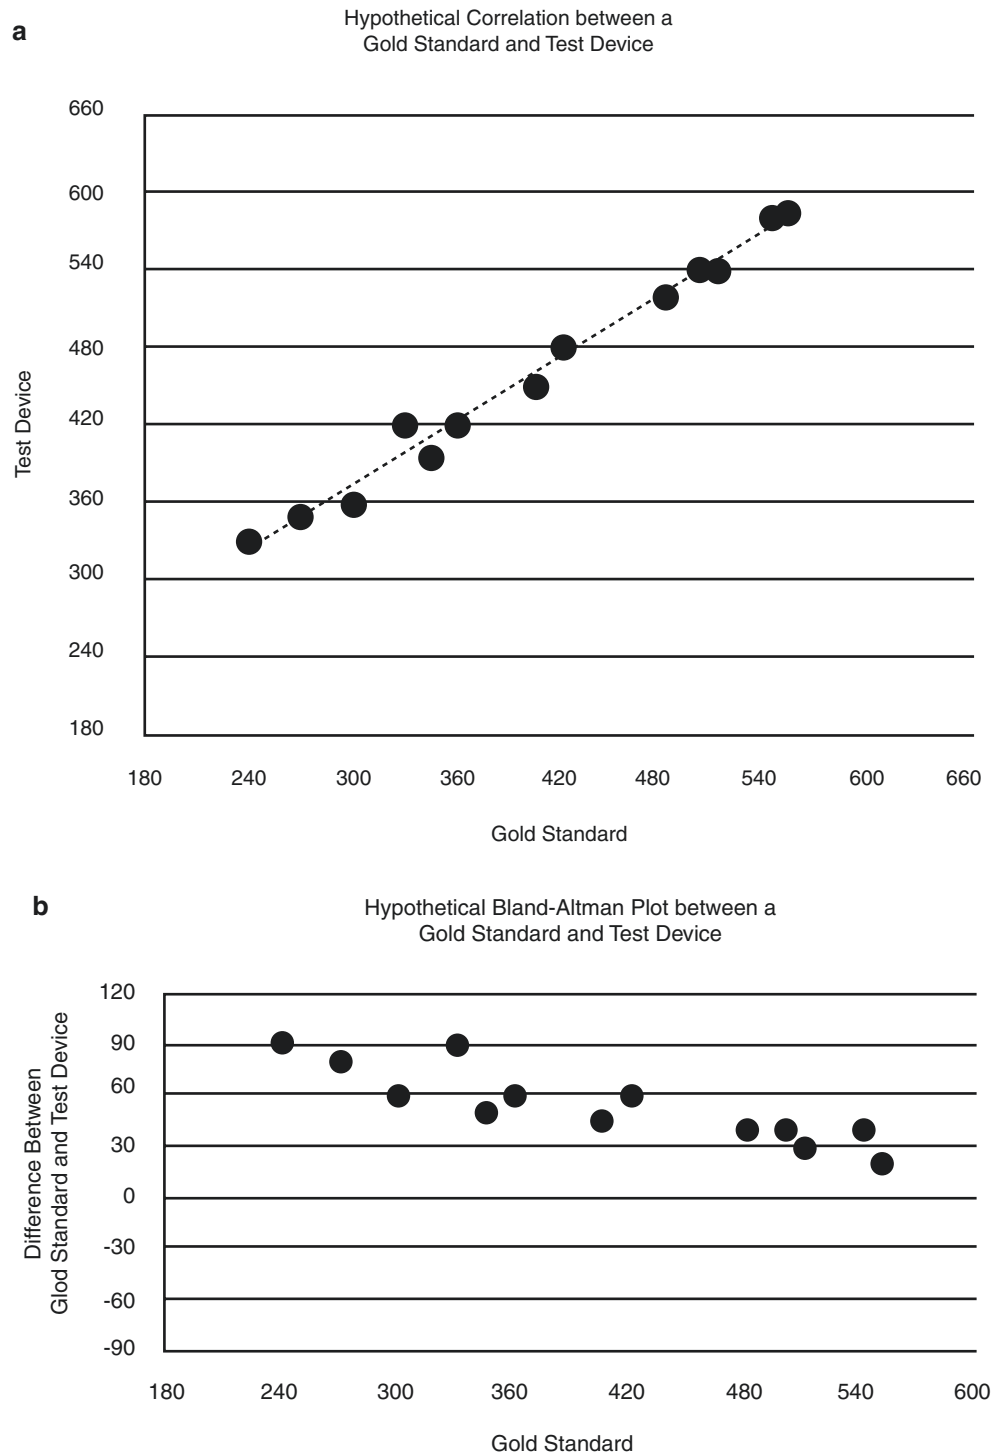 a
Hypothetical Correlation between a
Gold Standard and Test Device
660
600
540
480
420
360
300
240
180
Test Device
180 240 300 360 420 480 540 600 660
Gold Standard
b
Hypothetical Bland-Altman Plot between a
Gold Standard and Test Device
120
90
60
30
0
-30
-60
-90
Difference Between
Glod Standard and Test Device
180 240 300 360 420 480 540 600
Gold Standard